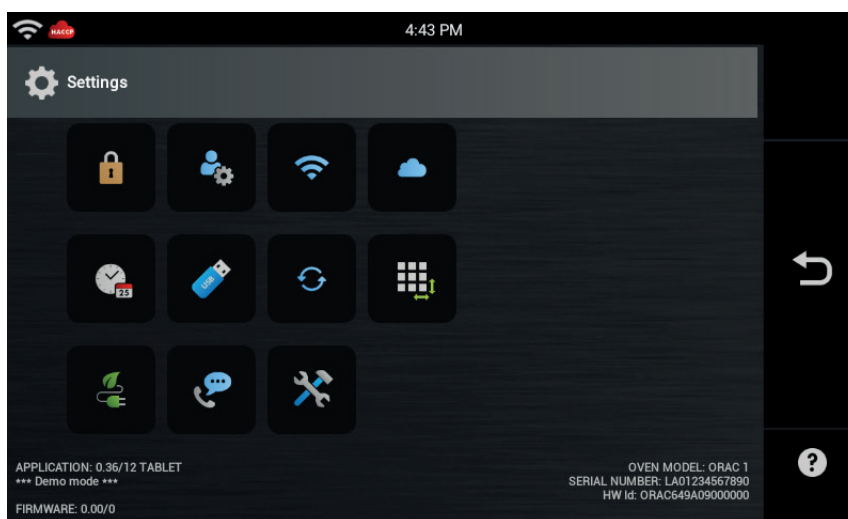 HACCP
4:43 PM
Settings
25
USB
APPLICATION: 0.36/12 TABLET
*** Demo mode ***
FIRMWARE: 0.00/0
OVEN MODEL: ORAC 1
SERIAL NUMBER: LA01234567890
HW Id: ORAC649A09000000
?